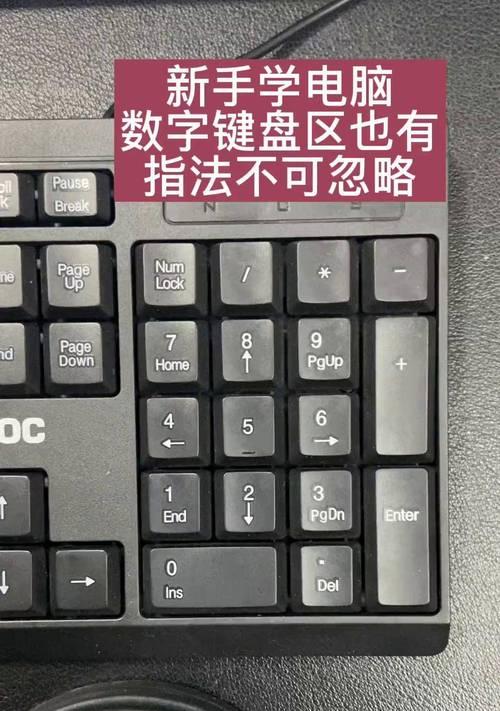 新手学电脑
数字键盘区也有
指法不可忽略
Pause
Break
Page
Up
Num
Lock
/
*
-
Page
Down
7
Home
8
↑
9
PgUp
+
OC
4
←
5
6
→
1
End
2
↓
3
PgDn
Enter
↑
↓
→
0
Ins
.
Del